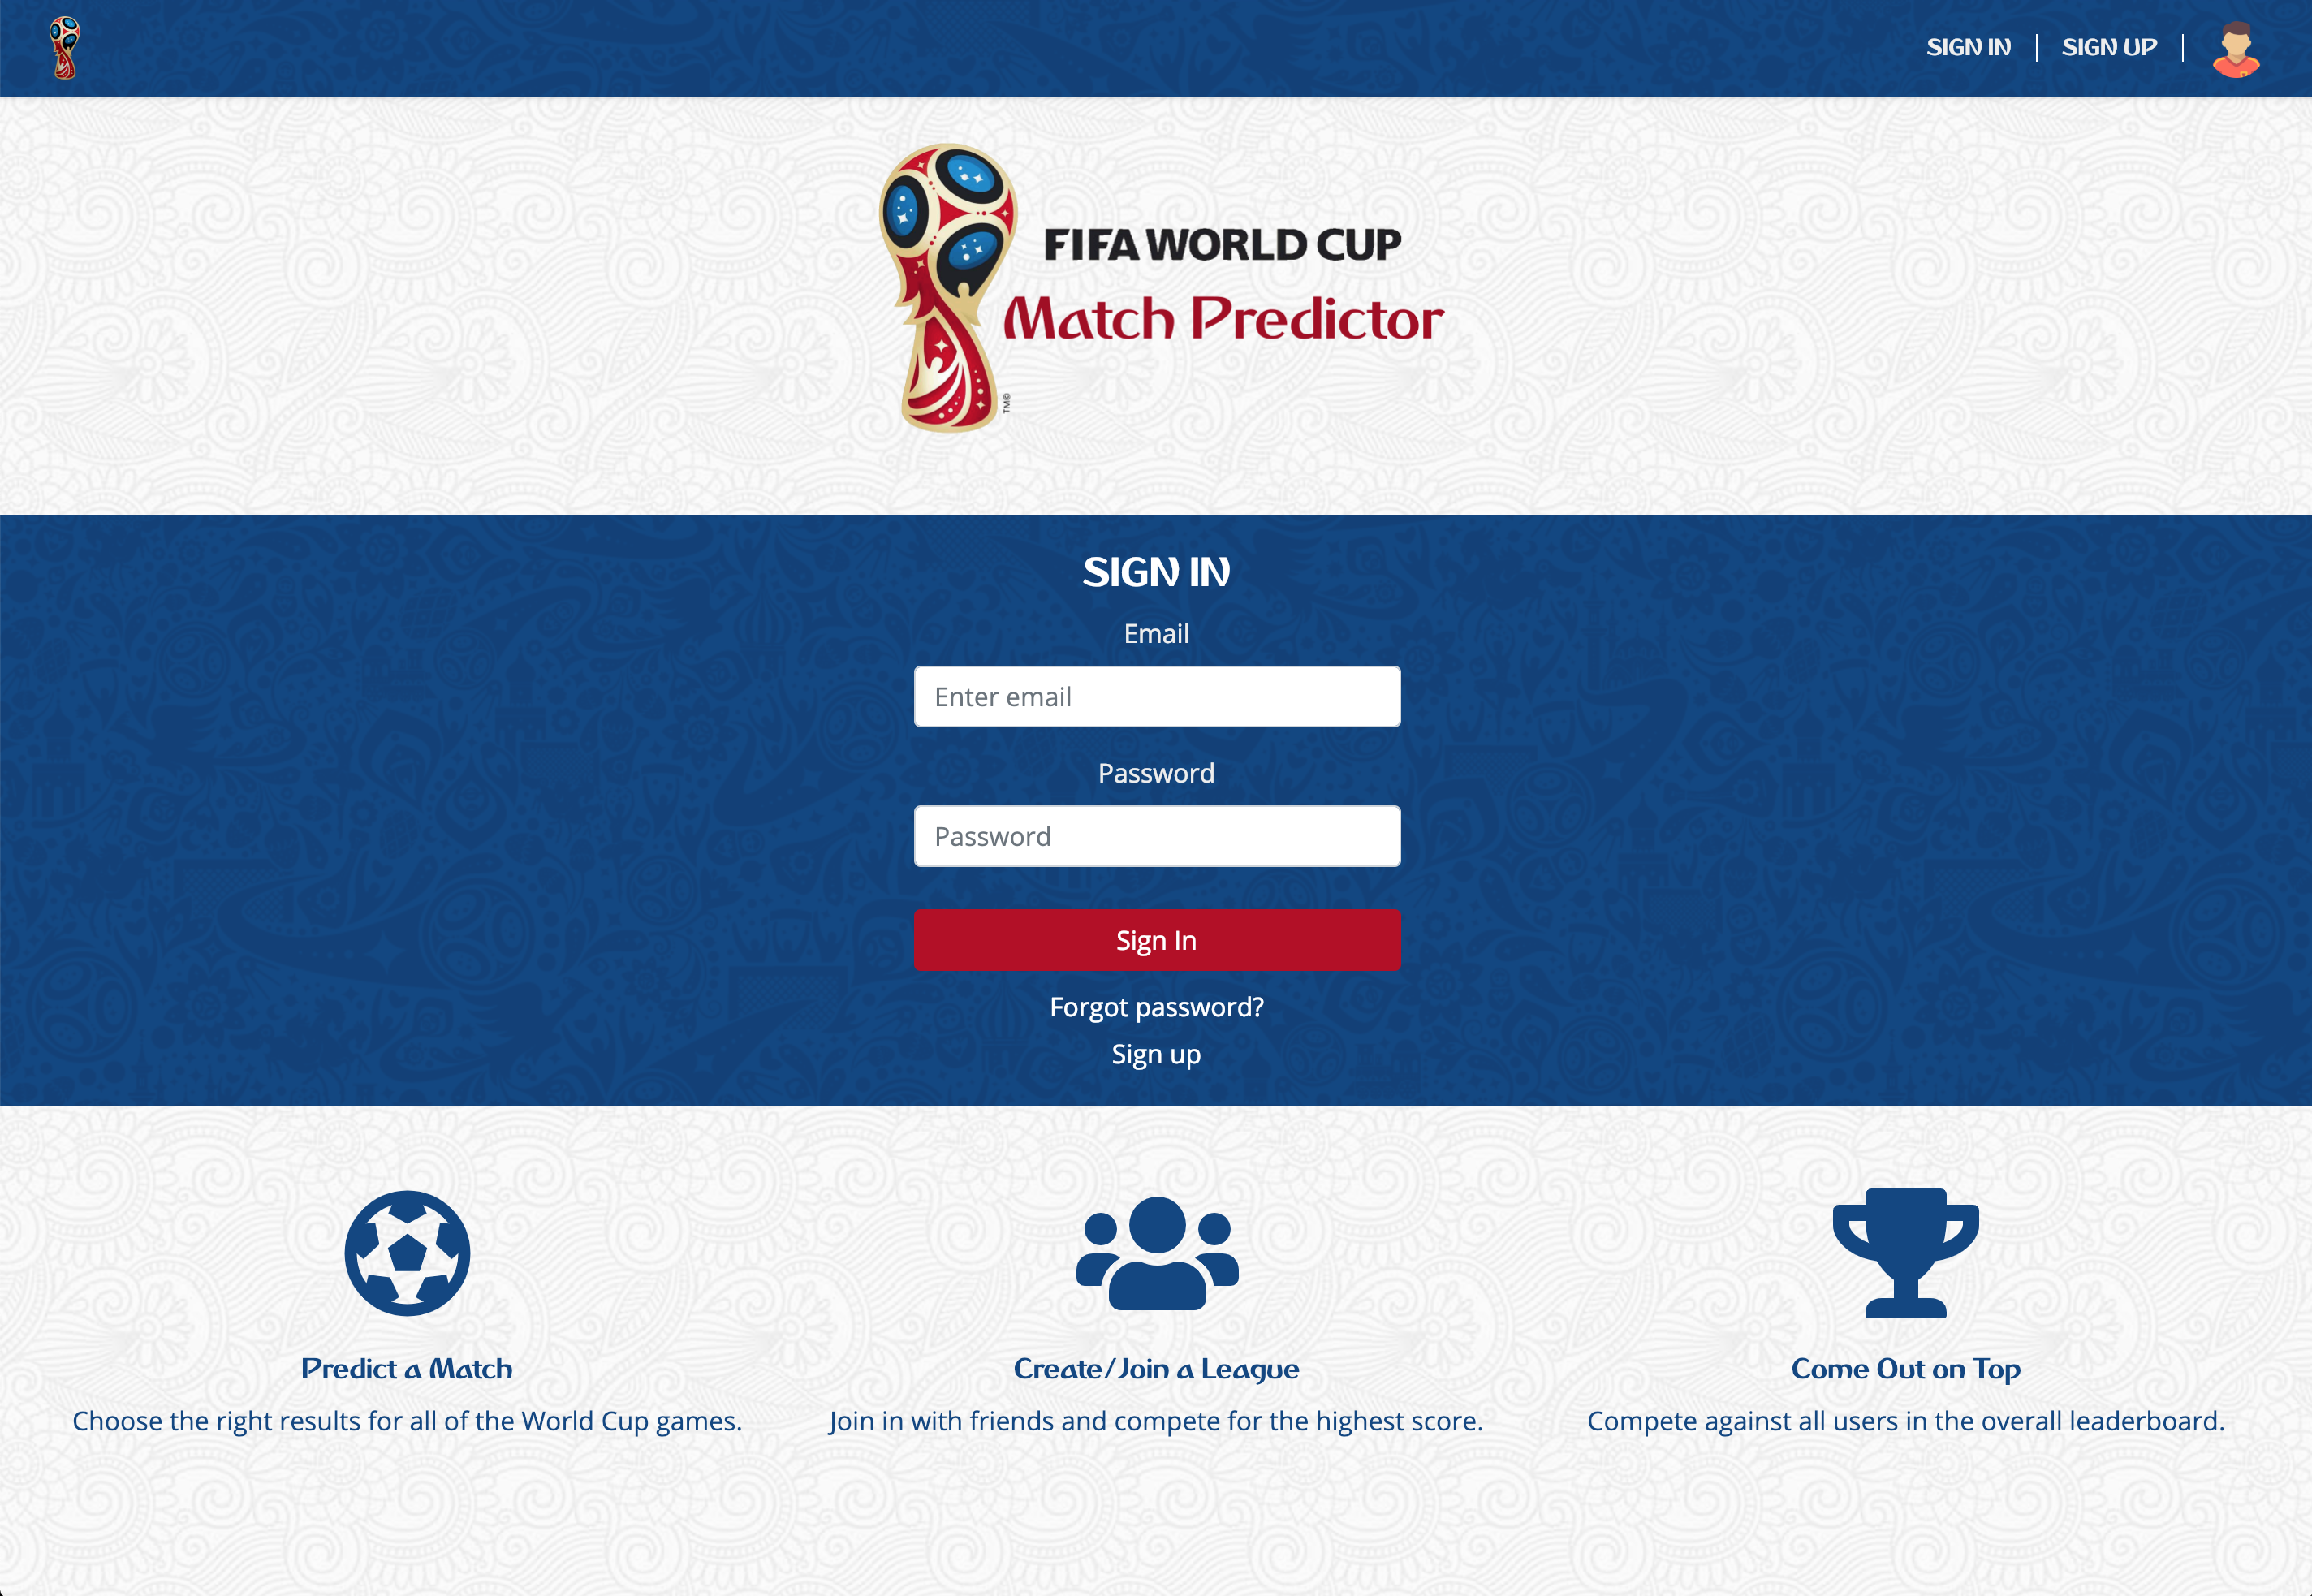 SIGN IN
SIGN UP
FIFA WORLD CUP
Match Predictor
TM©
SIGN IN
Email
Enter email
Password
Password
Sign In
Forgot password?
Sign up
Predict a Match
Choose the right results for all of the World Cup games.
Create/Join a League
Join in with friends and compete for the highest score.
Come Out on Top
Compete against all users in the overall leaderboard.